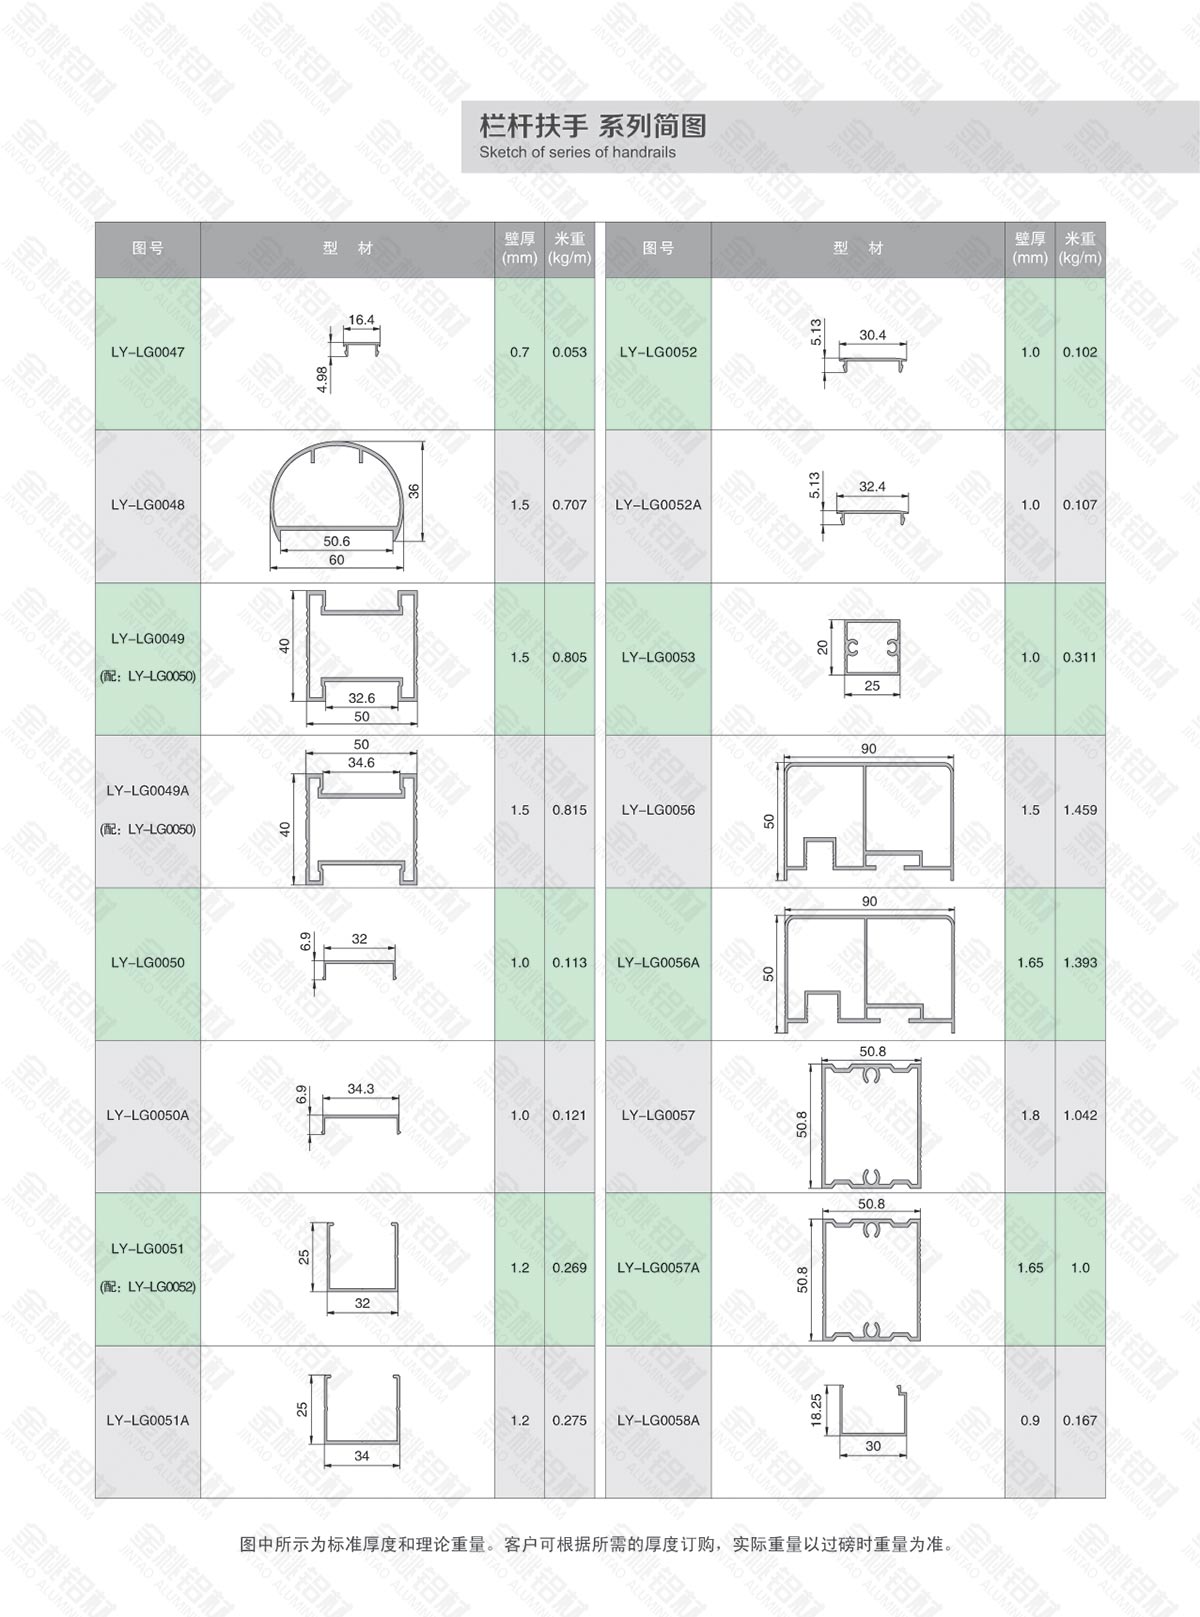 栏杆扶手 系列简图
Sketch of series of handrails
图号 型 材 壁厚(mm) 米重(kg/m) 图号 型 材 壁厚(mm) 米重(kg/m)
LY-LG0047
16.4
4.98
0.7 0.053
LY-LG0052
5.13
30.4
1.0 0.102
LY-LG0048
36
50.6
60
1.5 0.707
LY-LG0052A
5.13
32.4
1.0 0.107
LY-LG0049
(配: LY-LG0050)
40
32.6
50
1.5 0.805
LY-LG0053
20
25
1.0 0.311
LY-LG0049A
(配: LY-LG0050)
50
34.6
40
1.5 0.815
LY-LG0056
90
50
1.5 1.459
LY-LG0050
6.9
32
1.0 0.113
LY-LG0056A
90
50
1.65 1.393
LY-LG0050A
6.9
34.3
1.0 0.121
LY-LG0057
50.8
50.8
1.8 1.042
LY-LG0051
(配: LY-LG0052)
25
32
1.2 0.269
LY-LG0057A
50.8
50.8
1.65 1.0
LY-LG0051A
25
34
1.2 0.275
LY-LG0058A
18.25
30
0.9 0.167
图中所示为标准厚度和理论重量。客户可根据所需的厚度订购，实际重量以过磅时重量为准。
金桃铝材
JINTAO ALUMINIUM